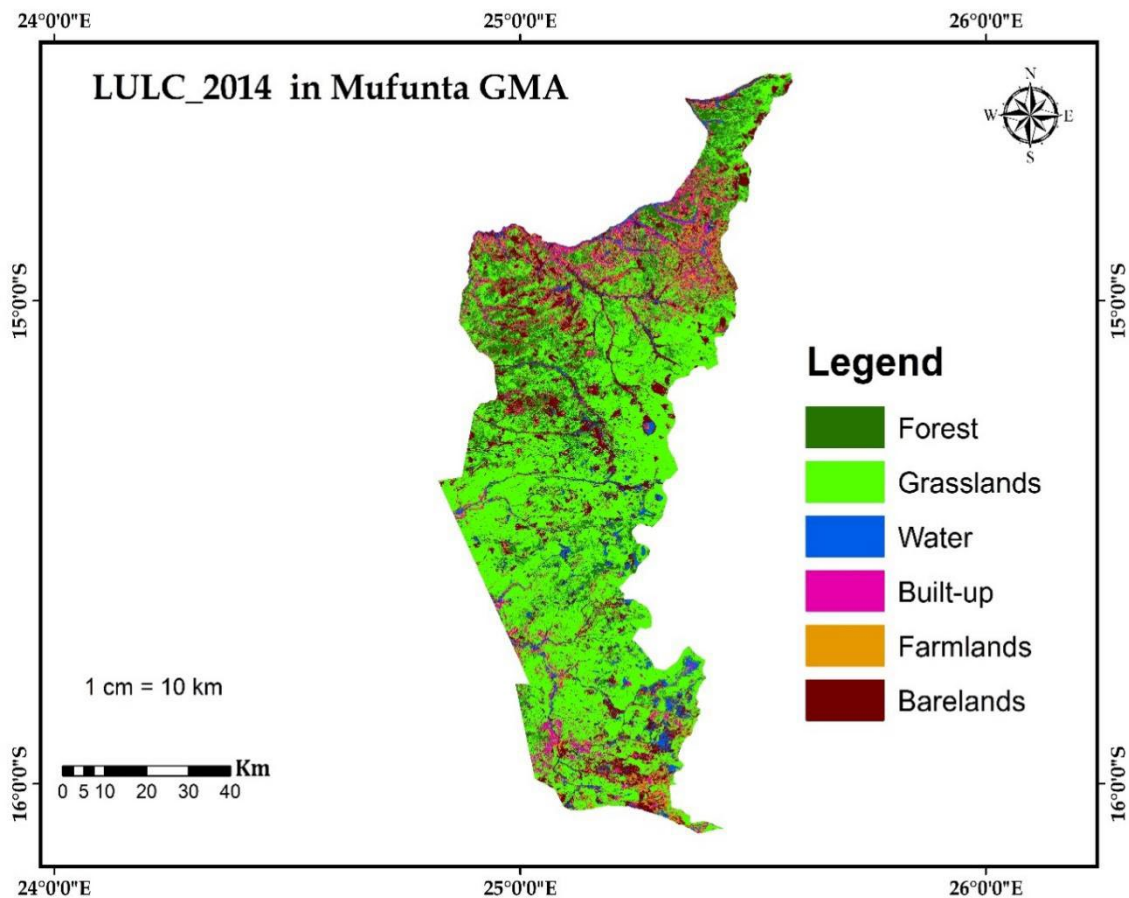 24°0'0"E 25°0'0"E 26°0'0"E
LULC_2014 in Mufunta GMA
N
W E
S
15°0'0"S 15°0'0"S
Legend
Forest
Grasslands
Water
Built-up
Farmlands
Barelands
1 cm = 10 km
Km
0 5 10 20 30 40
16°0'0"S 16°0'0"S
24°0'0"E 25°0'0"E 26°0'0"E